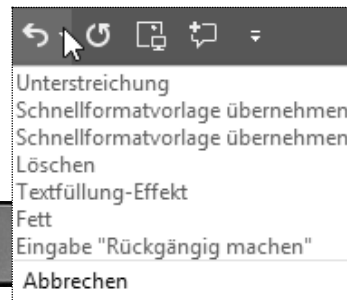 Unterstreichung
Schnellformatvorlage übernehmen
Schnellformatvorlage übernehmen
Löschen
Textfüllung-Effekt
Fett
Eingabe "Rückgängig machen"
Abbrechen